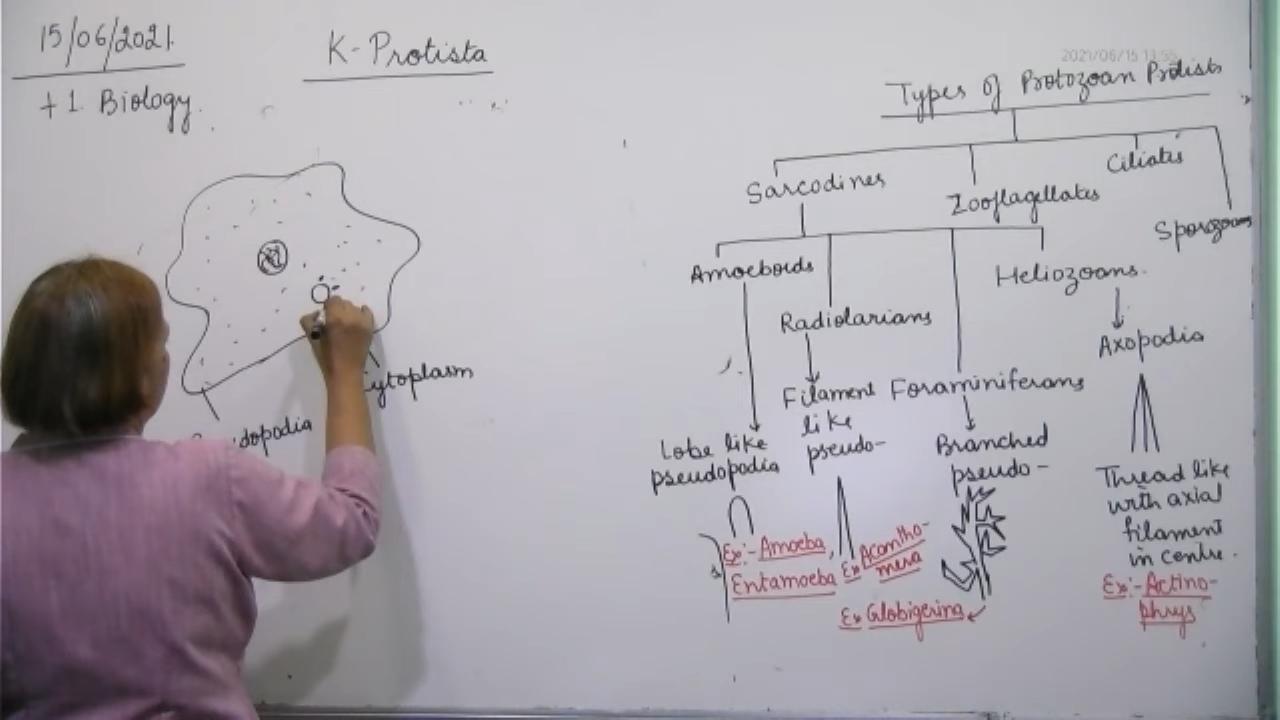 15/06/2021.
+1 Biology.
K-Protista
2021/06/15 13:55
Types of Protozoan Protists
Sarcodines
Zooflagellates
Ciliates
Sporozoans
Amoeboids
Radiolarians
Foraminiferans
Heliozoans.
Lobe like
pseudopodia
Ex:- Amoeba,
Entamoeba
Filament
like
pseudo-
Ex Acantho-
mera
Branched
pseudo-
Ex Globigerina
Axopodia
Thread like
with axial
filament
in centre.
Ex:- Actino-
phrys
Cytoplasm